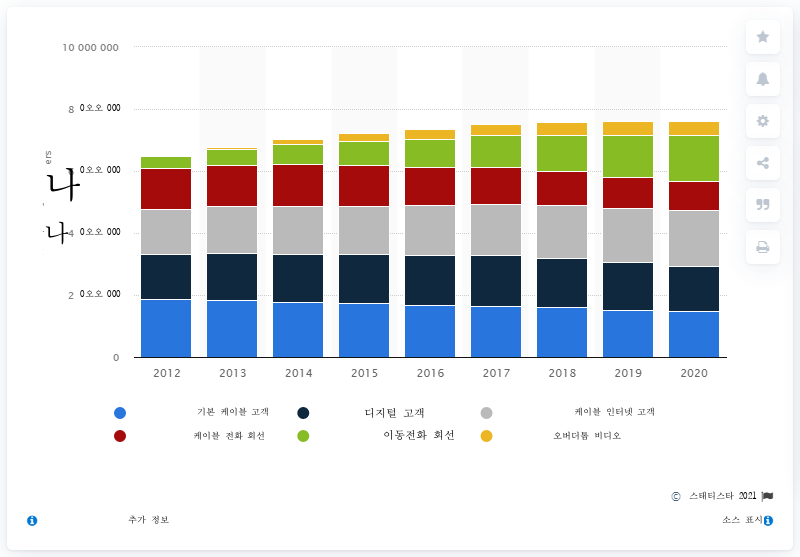 10 000 000
8 0오오 000
ers
0오오 000
나
나 4 0오오 000
2 0오오 000
0
2012 2013 2014 2015 2016 2017 2018 2019 2020
기본 케이블 고객 디지털 고객 케이블 인터넷 고객
케이블 전화 회선 이동전화 회선 오버더톱 비디오
© 스태티스타 2021
추가 정보 소스 표시